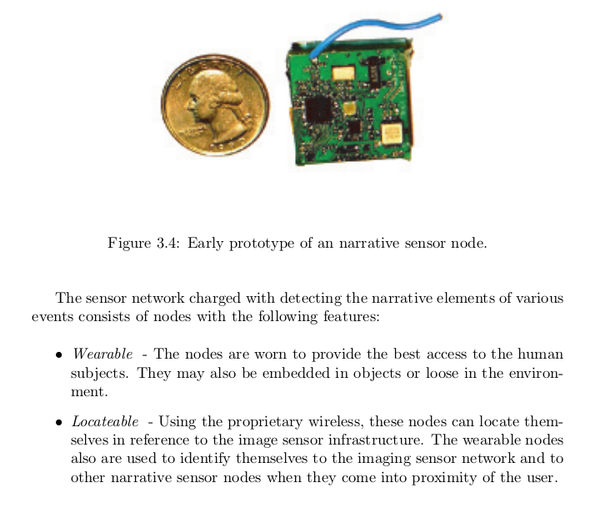 LIBERTY
Figure 3.4: Early prototype of an narrative sensor node.
The sensor network charged with detecting the narrative elements of various
events consists of nodes with the following features:
• Wearable - The nodes are worn to provide the best access to the human
subjects. They may also be embedded in objects or loose in the environ-
ment.
• Locateable - Using the proprietary wireless, these nodes can locate them-
selves in reference to the image sensor infrastructure. The wearable nodes
also are used to identify themselves to the imaging sensor network and to
other narrative sensor nodes when they come into proximity of the user.